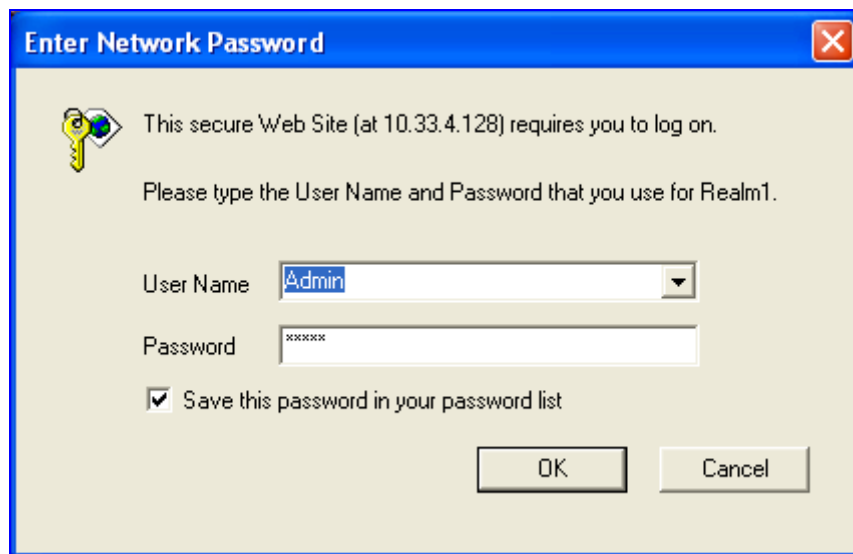 Enter Network Password
This secure Web Site (at 10.33.4.128) requires you to log on.
Please type the User Name and Password that you use for Realm1.
User Name Admin
Password *****
Save this password in your password list
OK Cancel